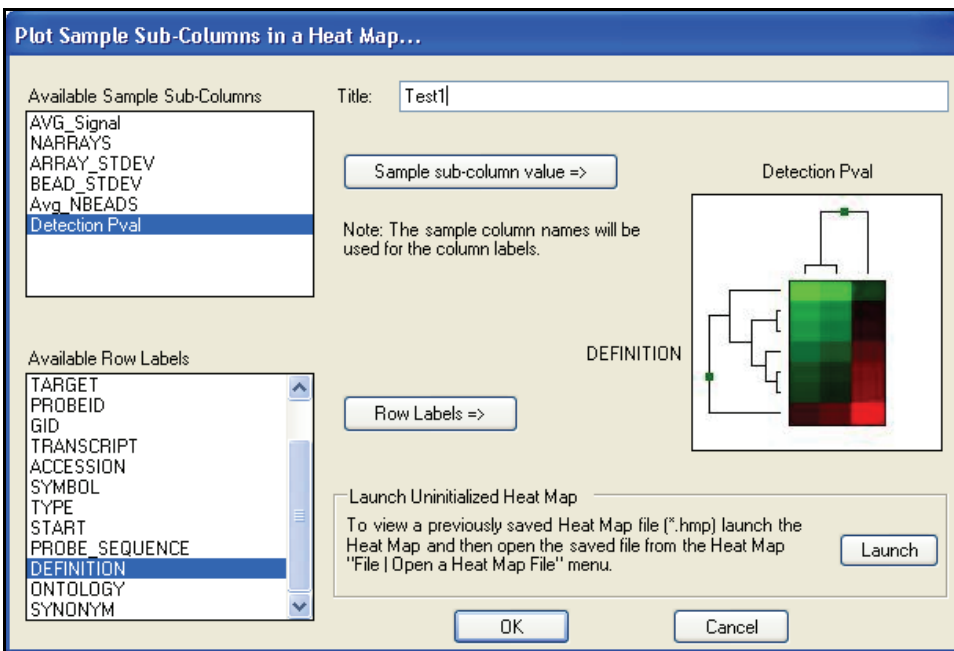 Plot Sample Sub-Columns in a Heat Map...
Available Sample Sub-Columns
AVG_Signal
NARRAYS
ARRAY_STDEV
BEAD_STDEV
Avg_NBEADS
Detection Pval
Title: Test1
Sample sub-column value =>
Note: The sample column names will be
used for the column labels.
Detection Pval
DEFINITION
Available Row Labels
TARGET
PROBEID
GID
TRANSCRIPT
ACCESSION
SYMBOL
TYPE
START
PROBE_SEQUENCE
DEFINITION
ONTOLOGY
SYNONYM
Row Labels =>
Launch Uninitialized Heat Map
To view a previously saved Heat Map file (*.hmp) launch the
Heat Map and then open the saved file from the Heat Map
"File | Open a Heat Map File" menu.
Launch
OK
Cancel